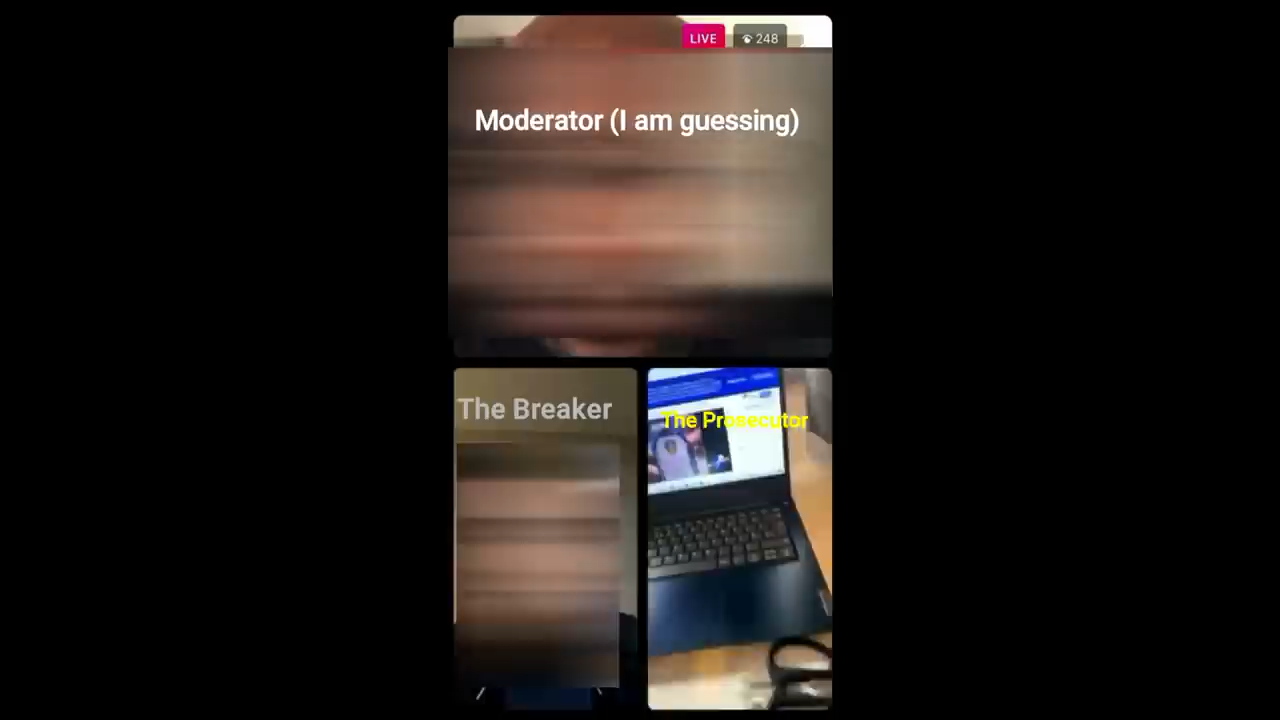 LIVE 248
Moderator (I am guessing)
The Breaker
The Prosecutor